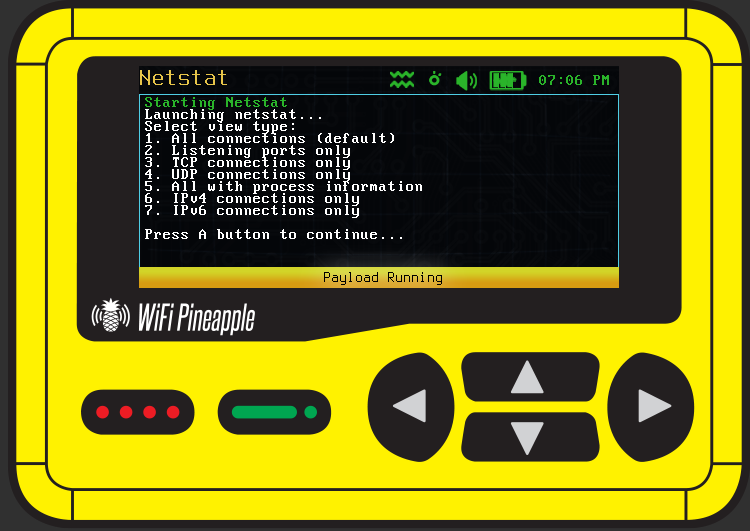 Netstat
07:06 PM
Starting Netstat
Launching netstat...
Select view type:
1. All connections (default)
2. Listening ports only
3. TCP connections only
4. UDP connections only
5. All with process information
6. IPv4 connections only
7. IPv6 connections only
Press A button to continue...
Payload Running
WiFi Pineapple